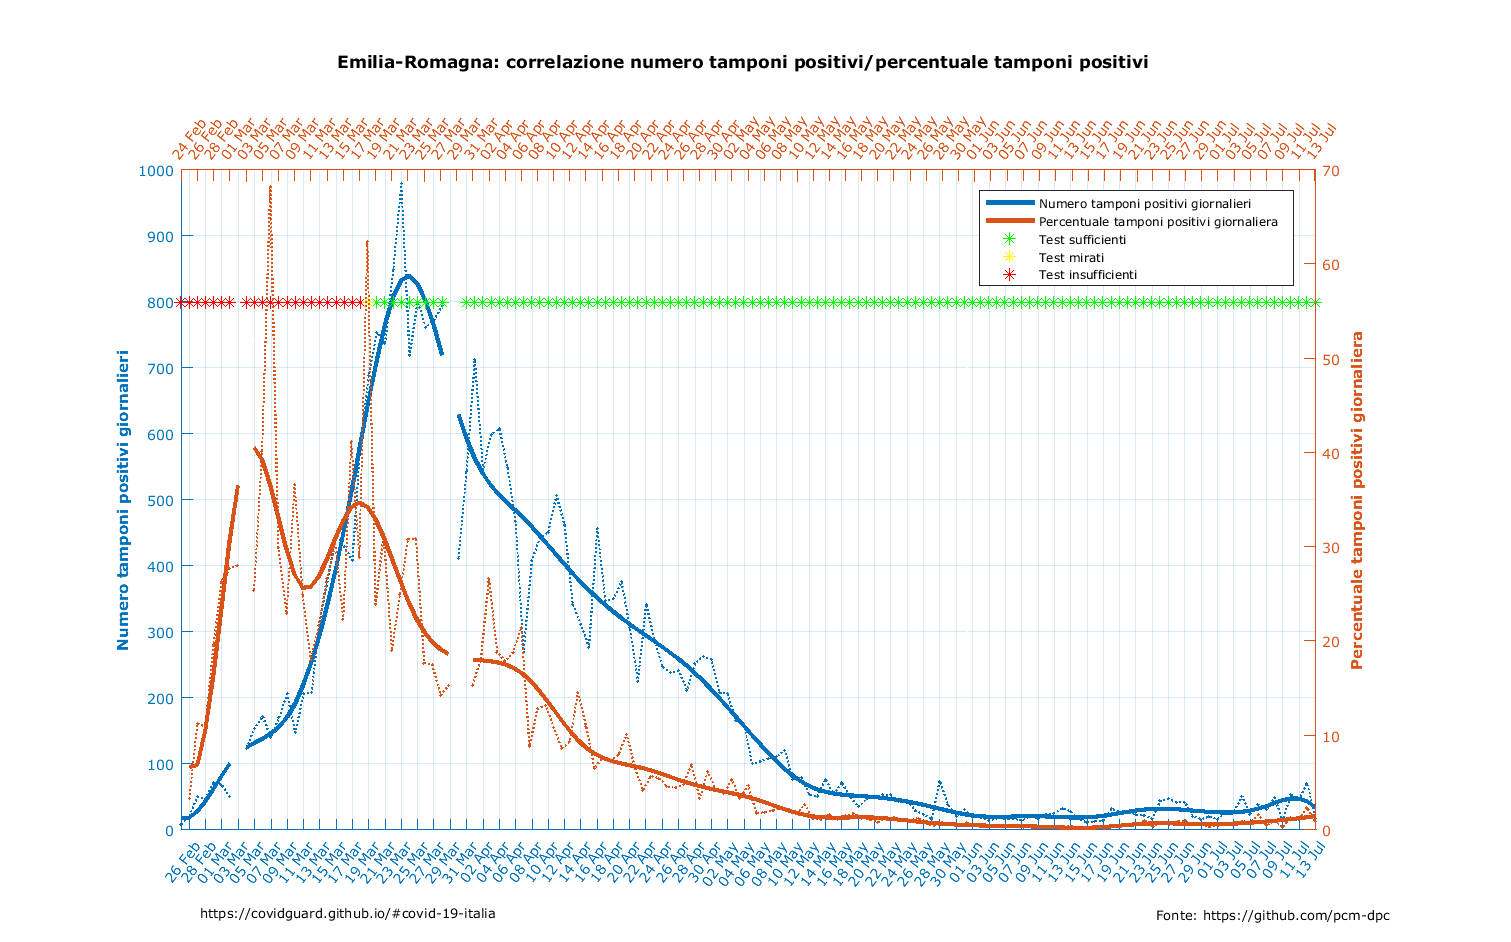 Emilia-Romagna: correlazione numero tamponi positivi/percentuale tamponi positivi
24 Feb 26 Feb 28 Feb 01 Mar 03 Mar 05 Mar 07 Mar 09 Mar 11 Mar 13 Mar 15 Mar 17 Mar 19 Mar 21 Mar 23 Mar 25 Mar 27 Mar 29 Mar 31 Mar 02 Apr 04 Apr 06 Apr 08 Apr 10 Apr 12 Apr 14 Apr 16 Apr 18 Apr 20 Apr 22 Apr 24 Apr 26 Apr 28 Apr 30 Apr 02 May 04 May 06 May 08 May 10 May 12 May 14 May 16 May 18 May 20 May 22 May 24 May 26 May 28 May 30 May 01 Jun 03 Jun 05 Jun 07 Jun 09 Jun 11 Jun 13 Jun 15 Jun 17 Jun 19 Jun 21 Jun 23 Jun 25 Jun 27 Jun 29 Jun 01 Jul 03 Jul 05 Jul 07 Jul 09 Jul 11 Jul 13 Jul
Numero tamponi positivi giornalieri
1000
900
800
700
600
500
400
300
200
100
0
Numero tamponi positivi giornalieri
Percentuale tamponi positivi giornaliera
Test sufficienti
Test mirati
Test insufficienti
70
60
50
40
30
20
10
0
Percentuale tamponi positivi giornaliera
26 Feb 28 Feb 01 Mar 03 Mar 05 Mar 07 Mar 09 Mar 11 Mar 13 Mar 15 Mar 17 Mar 19 Mar 21 Mar 23 Mar 25 Mar 27 Mar 29 Mar 31 Mar 02 Apr 04 Apr 06 Apr 08 Apr 10 Apr 12 Apr 14 Apr 16 Apr 18 Apr 20 Apr 22 Apr 24 Apr 26 Apr 28 Apr 30 Apr 02 May 04 May 06 May 08 May 10 May 12 May 14 May 16 May 18 May 20 May 22 May 24 May 26 May 28 May 30 May 01 Jun 03 Jun 05 Jun 07 Jun 09 Jun 11 Jun 13 Jun 15 Jun 17 Jun 19 Jun 21 Jun 23 Jun 25 Jun 27 Jun 29 Jun 01 Jul 03 Jul 05 Jul 07 Jul 09 Jul 11 Jul 13 Jul
https://covidguard.github.io/#covid-19-italia
Fonte: https://github.com/pcm-dpc